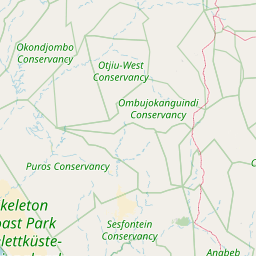 Okondjombo
Conservancy
Otjiu-West
Conservancy
Ombujokanguindi
Conservancy
Puros Conservancy
keleton
oast Park
lettküste-
Sesfontein
Conservancy
Anabeb